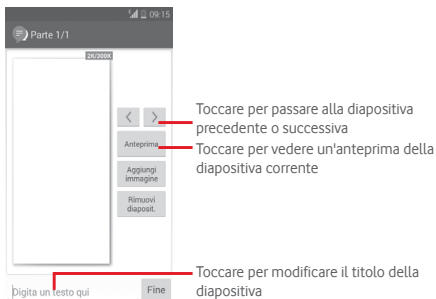 09:15
Parte 1/1
2K/300K
Toccare per passare alla diapositiva
precedente o successiva
Anteprima
Toccare per vedere un'anteprima della
diapositiva corrente
Aggiungi
immagine
Rimuovi
diaposit.
Digita un testo qui
Fine
Toccare per modificare il titolo della
diapositiva